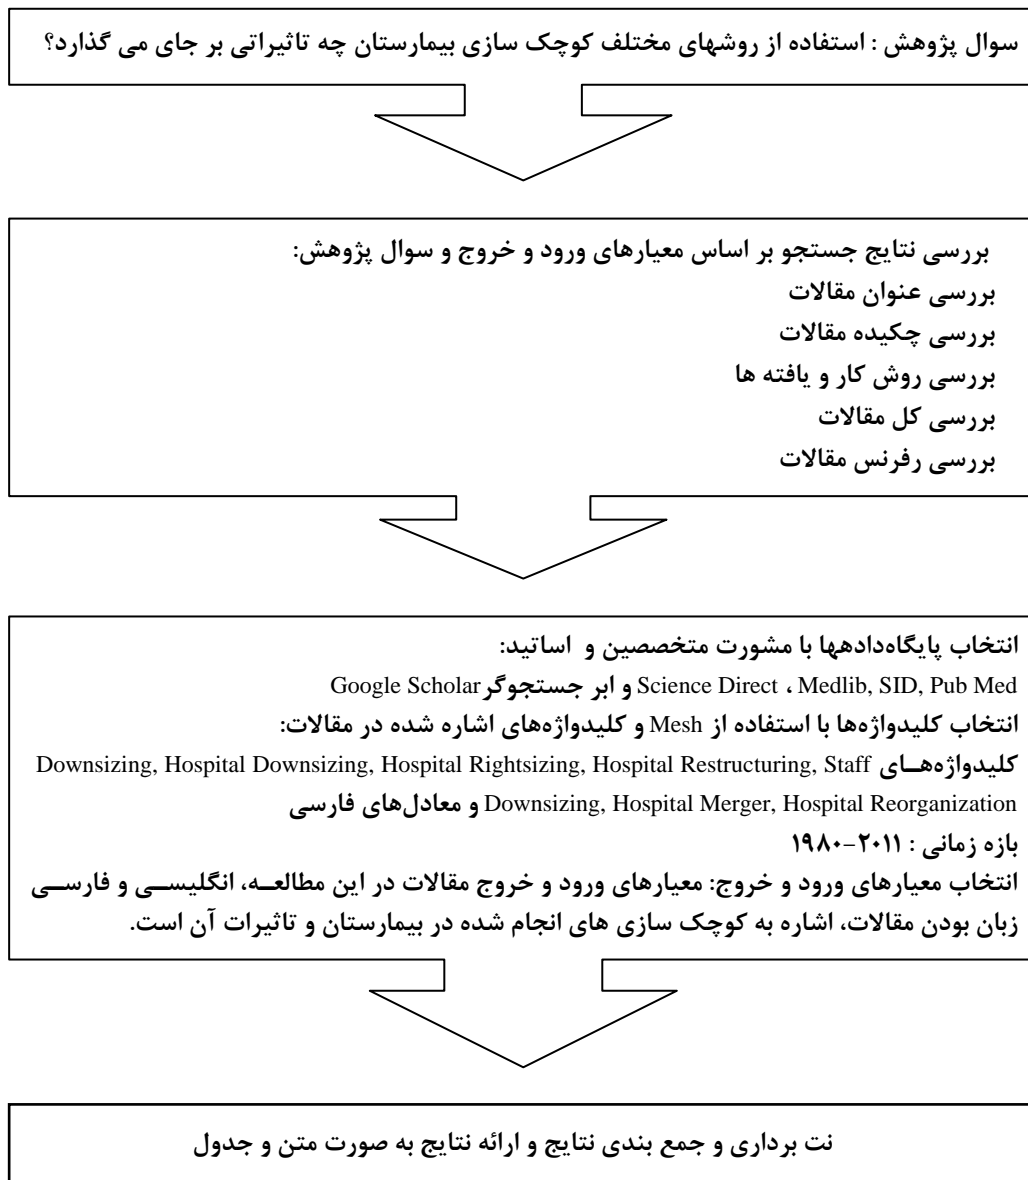 سوال پژوهش : استفاده از روشهای مختلف کوچک سازی بیمارستان چه تاثیراتی بر جای می گذارد؟
بررسی نتایج جستجو بر اساس معیارهای ورود و خروج و سوال پژوهش:
بررسی عنوان مقالات
بررسی چکیده مقالات
بررسی روش کار و یافته ها
بررسی کل مقالات
بررسی رفرنس مقالات
انتخاب پایگاه‌دادهها با مشورت متخصصین و اساتید:
Science Direct ، Medlib, SID, Pub Med و ابر جستجوگر Google Scholar
انتخاب کلیدواژه‌ها با استفاده از Mesh و کلیدواژه‌های اشاره شده در مقالات:
کلیدواژه‌هــای Downsizing, Hospital Downsizing, Hospital Rightsizing, Hospital Restructuring, Staff
Downsizing, Hospital Merger, Hospital Reorganization و معادل‌های فارسی
بازه زمانی : ۲۰۱۱-۱۹۸۰
انتخاب معیارهای ورود و خروج: معیارهای ورود و خروج مقالات در این مطالعــه، انگلیســی و فارســی
زبان بودن مقالات، اشاره به کوچک سازی های انجام شده در بیمارستان و تاثیرات آن است.
نت برداری و جمع بندی نتایج و ارائه نتایج به صورت متن و جدول